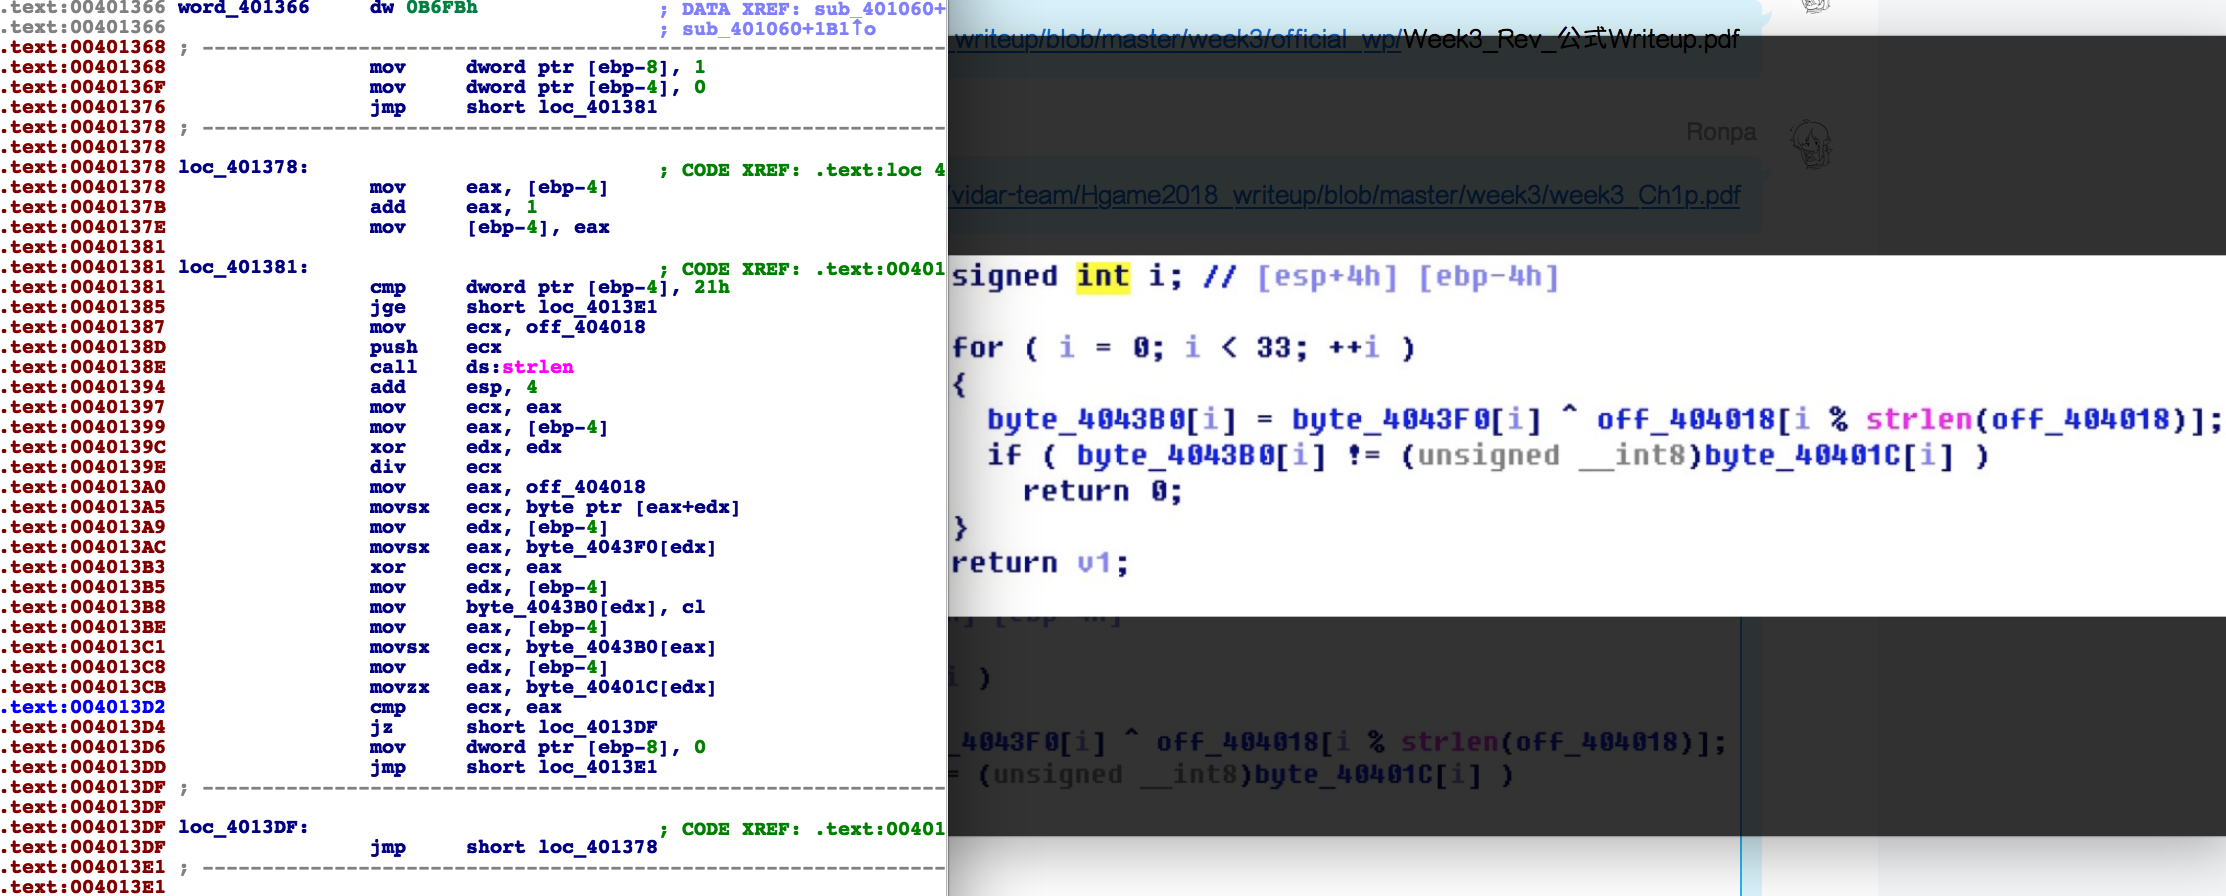 .text:00401366 word_401366     dw 0B6FBh               ; DATA XREF: sub_401060+
.text:00401366                                         ; sub_401060+1B1↑o
.text:00401368 ; --------------------------------------------------------------
.text:00401368                 mov     dword ptr [ebp-8], 1
.text:0040136F                 mov     dword ptr [ebp-4], 0
.text:00401376                 jmp     short loc_401381
.text:00401378 ; --------------------------------------------------------------
.text:00401378
.text:00401378 loc_401378:                             ; CODE XREF: .text:loc_4
.text:00401378                 mov     eax, [ebp-4]
.text:0040137B                 add     eax, 1
.text:0040137E                 mov     [ebp-4], eax
.text:00401381
.text:00401381 loc_401381:                             ; CODE XREF: .text:00401
.text:00401381                 cmp     dword ptr [ebp-4], 21h
.text:00401385                 jge     short loc_4013E1
.text:00401387                 mov     ecx, off_404018
.text:0040138D                 push    ecx
.text:0040138E                 call    ds:strlen
.text:00401394                 add     esp, 4
.text:00401397                 mov     ecx, eax
.text:00401399                 mov     eax, [ebp-4]
.text:0040139C                 xor     edx, edx
.text:0040139E                 div     ecx
.text:004013A0                 mov     eax, off_404018
.text:004013A5                 movsx   ecx, byte ptr [eax+edx]
.text:004013A9                 mov     edx, [ebp-4]
.text:004013AC                 movsx   eax, byte_4043F0[edx]
.text:004013B3                 xor     ecx, eax
.text:004013B5                 mov     edx, [ebp-4]
.text:004013B8                 mov     byte_4043B0[edx], cl
.text:004013BE                 mov     eax, [ebp-4]
.text:004013C1                 movsx   ecx, byte_4043B0[eax]
.text:004013C8                 mov     edx, [ebp-4]
.text:004013CB                 movzx   eax, byte_40401C[edx]
.text:004013D2                 cmp     ecx, eax
.text:004013D4                 jz      short loc_4013DF
.text:004013D6                 mov     dword ptr [ebp-8], 0
.text:004013DD                 jmp     short loc_4013E1
.text:004013DF ; --------------------------------------------------------------
.text:004013DF
.text:004013DF loc_4013DF:                             ; CODE XREF: .text:00401
.text:004013DF                 jmp     short loc_401378
.text:004013E1 ; --------------------------------------------------------------
.text:004013E1
writeup/blob/master/week3/official_wp/Week3_Rev_公式Writeup.pdf
Ronpa
/vidar-team/Hgame2018_writeup/blob/master/week3/week3_Ch1p.pdf
signed int i; // [esp+4h] [ebp-4h]
for ( i = 0; i < 33; ++i )
{
  byte_4043B0[i] = byte_4043F0[i] ^ off_404018[i % strlen(off_404018)];
  if ( byte_4043B0[i] != (unsigned __int8)byte_40401C[i] )
    return 0;
}
return v1;
i )
_4043F0[i] ^ off_404018[i % strlen(off_404018)];
= (unsigned __int8)byte_40401C[i] )